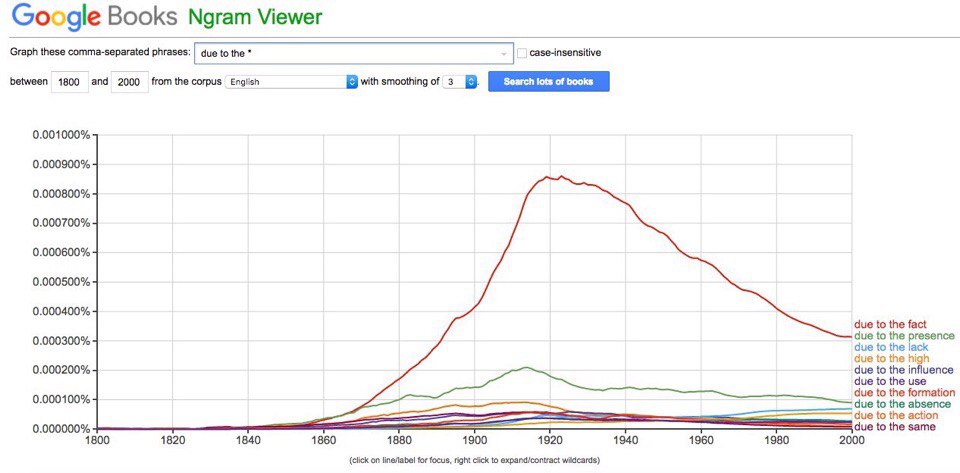 Google Books Ngram Viewer
Graph these comma-separated phrases: due to the * case-insensitive
between 1800 and 2000 from the corpus English with smoothing of 3 . Search lots of books
0.001000%
0.000900%
0.000800%
0.000700%
0.000600%
0.000500%
0.000400%
0.000300%
0.000200%
0.000100%
0.000000%
1800 1820 1840 1860 1880 1900 1920 1940 1960 1980 2000
due to the fact
due to the presence
due to the lack
due to the high
due to the influence
due to the use
due to the formation
due to the absence
due to the action
due to the same
(click on line/label for focus, right click to expand/contract wildcards)